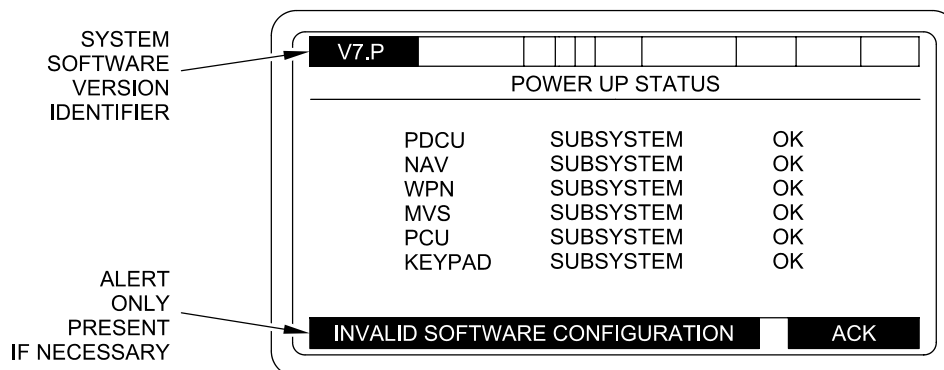 SYSTEM
SOFTWARE
VERSION
IDENTIFIER
V7.P
POWER UP STATUS
PDCU SUBSYSTEM OK
NAV SUBSYSTEM OK
WPN SUBSYSTEM OK
MVS SUBSYSTEM OK
PCU SUBSYSTEM OK
KEYPAD SUBSYSTEM OK
ALERT
ONLY
PRESENT
IF NECESSARY
INVALID SOFTWARE CONFIGURATION ACK